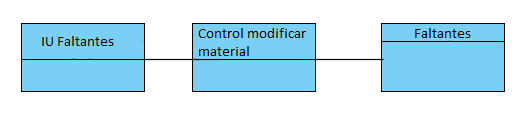 IU Faltantes
Control modificar
material
Faltantes